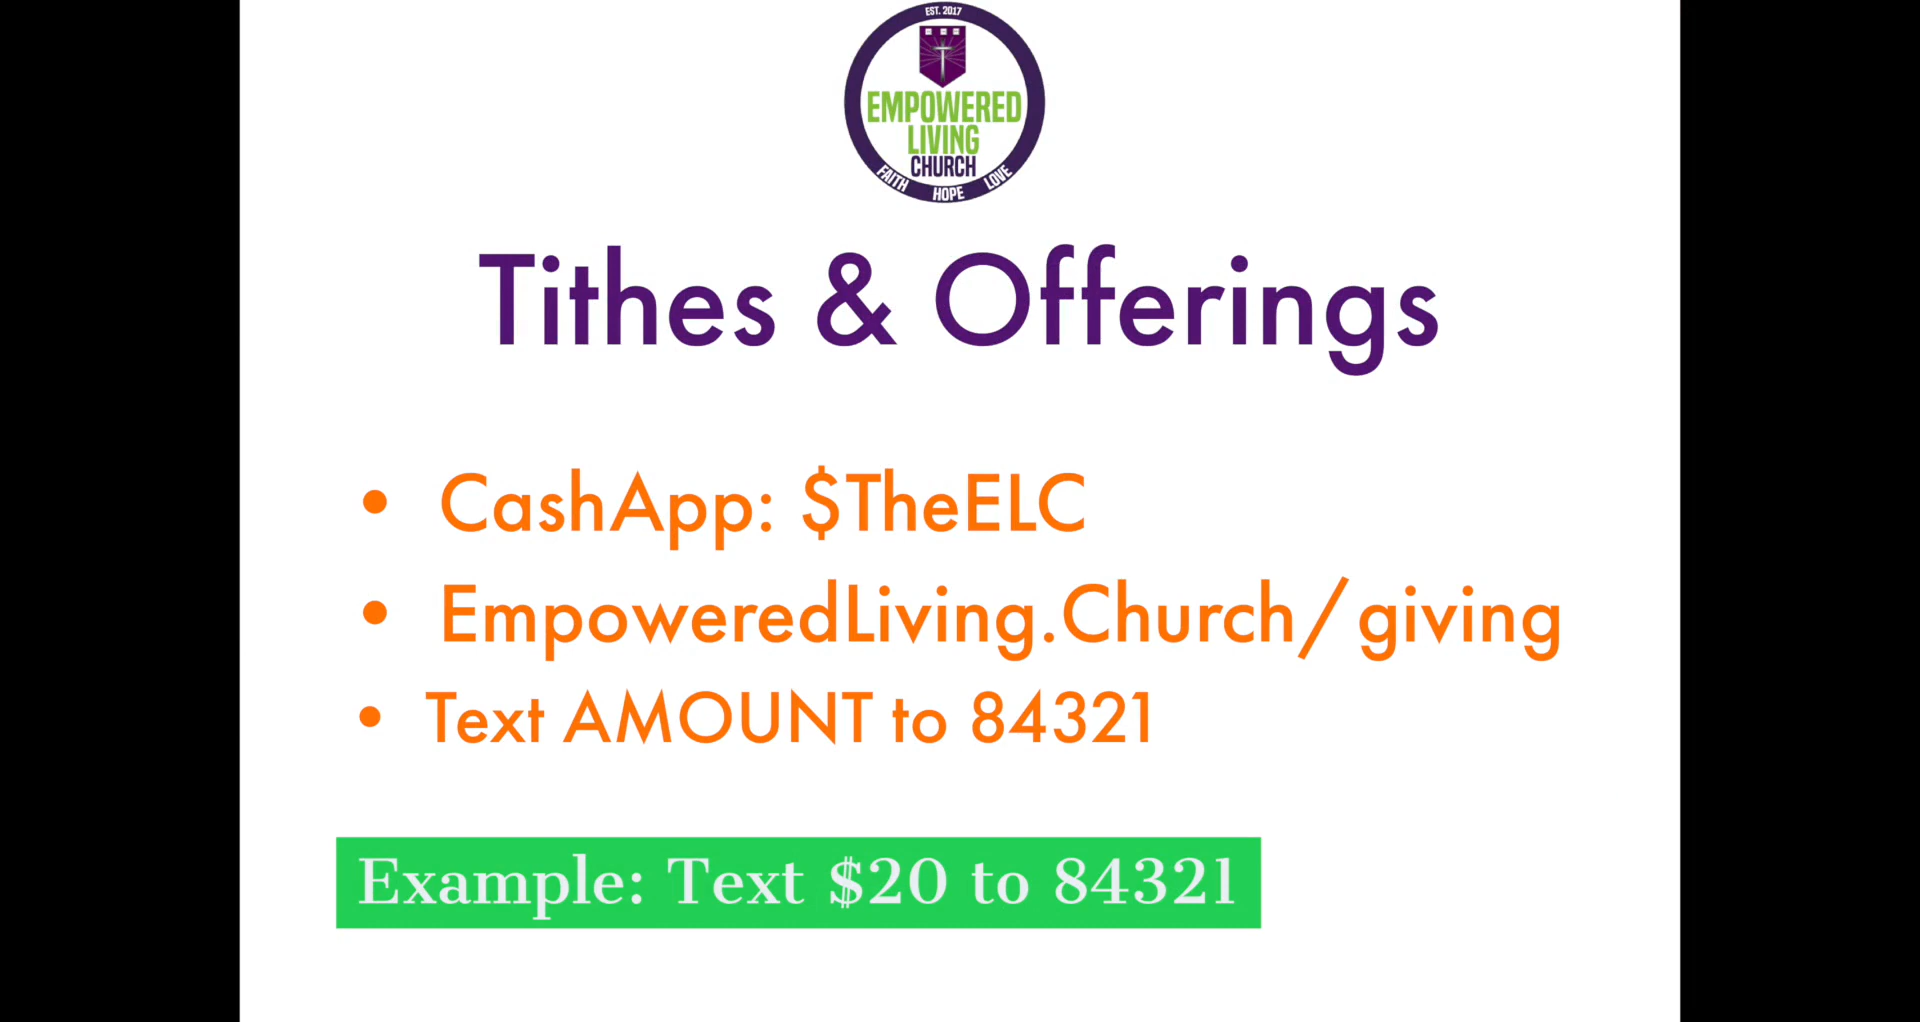 EST. 2017
EMPOWERED
LIVING
CHURCH
FAITH HOPE LOVE
Tithes & Offerings
• CashApp: $TheELC
• EmpoweredLiving.Church/giving
• Text AMOUNT to 84321
Example: Text $20 to 84321